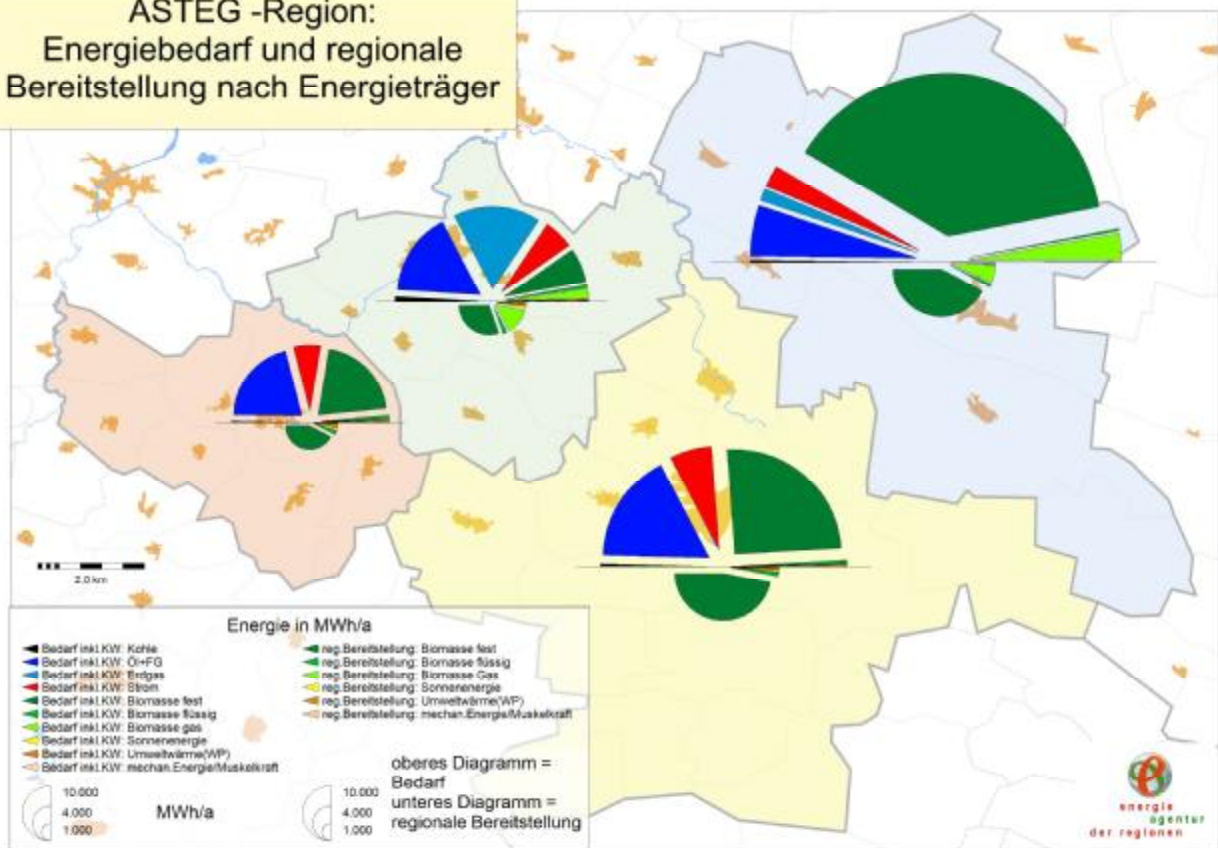 ASTEG -Region:
Energiebedarf und regionale
Bereitstellung nach Energieträger
2,0 km
Energie in MWh/a
Bedarf inkl.KW: Kohle
Bedarf inkl.KW: Öl+FG
Bedarf inkl.KW: Erdgas
Bedarf inkl.KW: Strom
Bedarf inkl.KW: Biomasse fest
Bedarf inkl.KW: Biomasse flüssig
Bedarf inkl.KW: Biomasse gas
Bedarf inkl.KW: Sonnenenergie
Bedarf inkl.KW: Umweltwärme(WP)
Bedarf inkl.KW: mechan.Energie/Muskelkraft
reg.Bereitstellung: Biomasse fest
reg.Bereitstellung: Biomasse flüssig
reg.Bereitstellung: Biomasse Gas
reg.Bereitstellung: Sonnenenergie
reg.Bereitstellung: Umweltwärme(WP)
reg.Bereitstellung: mechan.Energie/Muskelkraft
10.000
4.000
1.000
MWh/a
10.000
4.000
1.000
oberes Diagramm =
Bedarf
unteres Diagramm =
regionale Bereitstellung
energie
agentur
der regionen